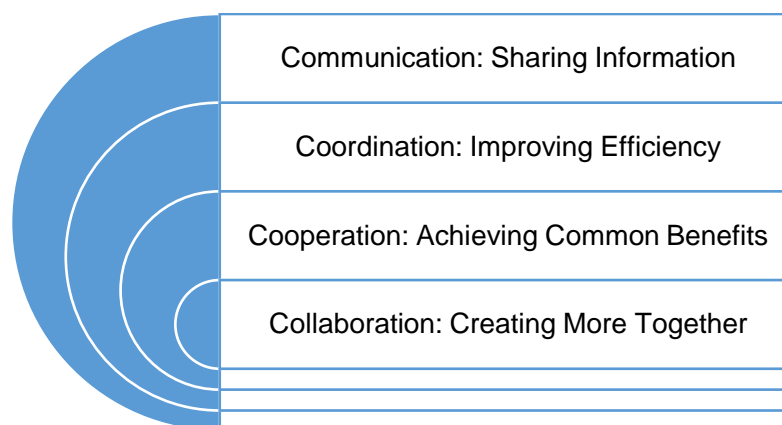 Communication: Sharing Information
Coordination: Improving Efficiency
Cooperation: Achieving Common Benefits
Collaboration: Creating More Together